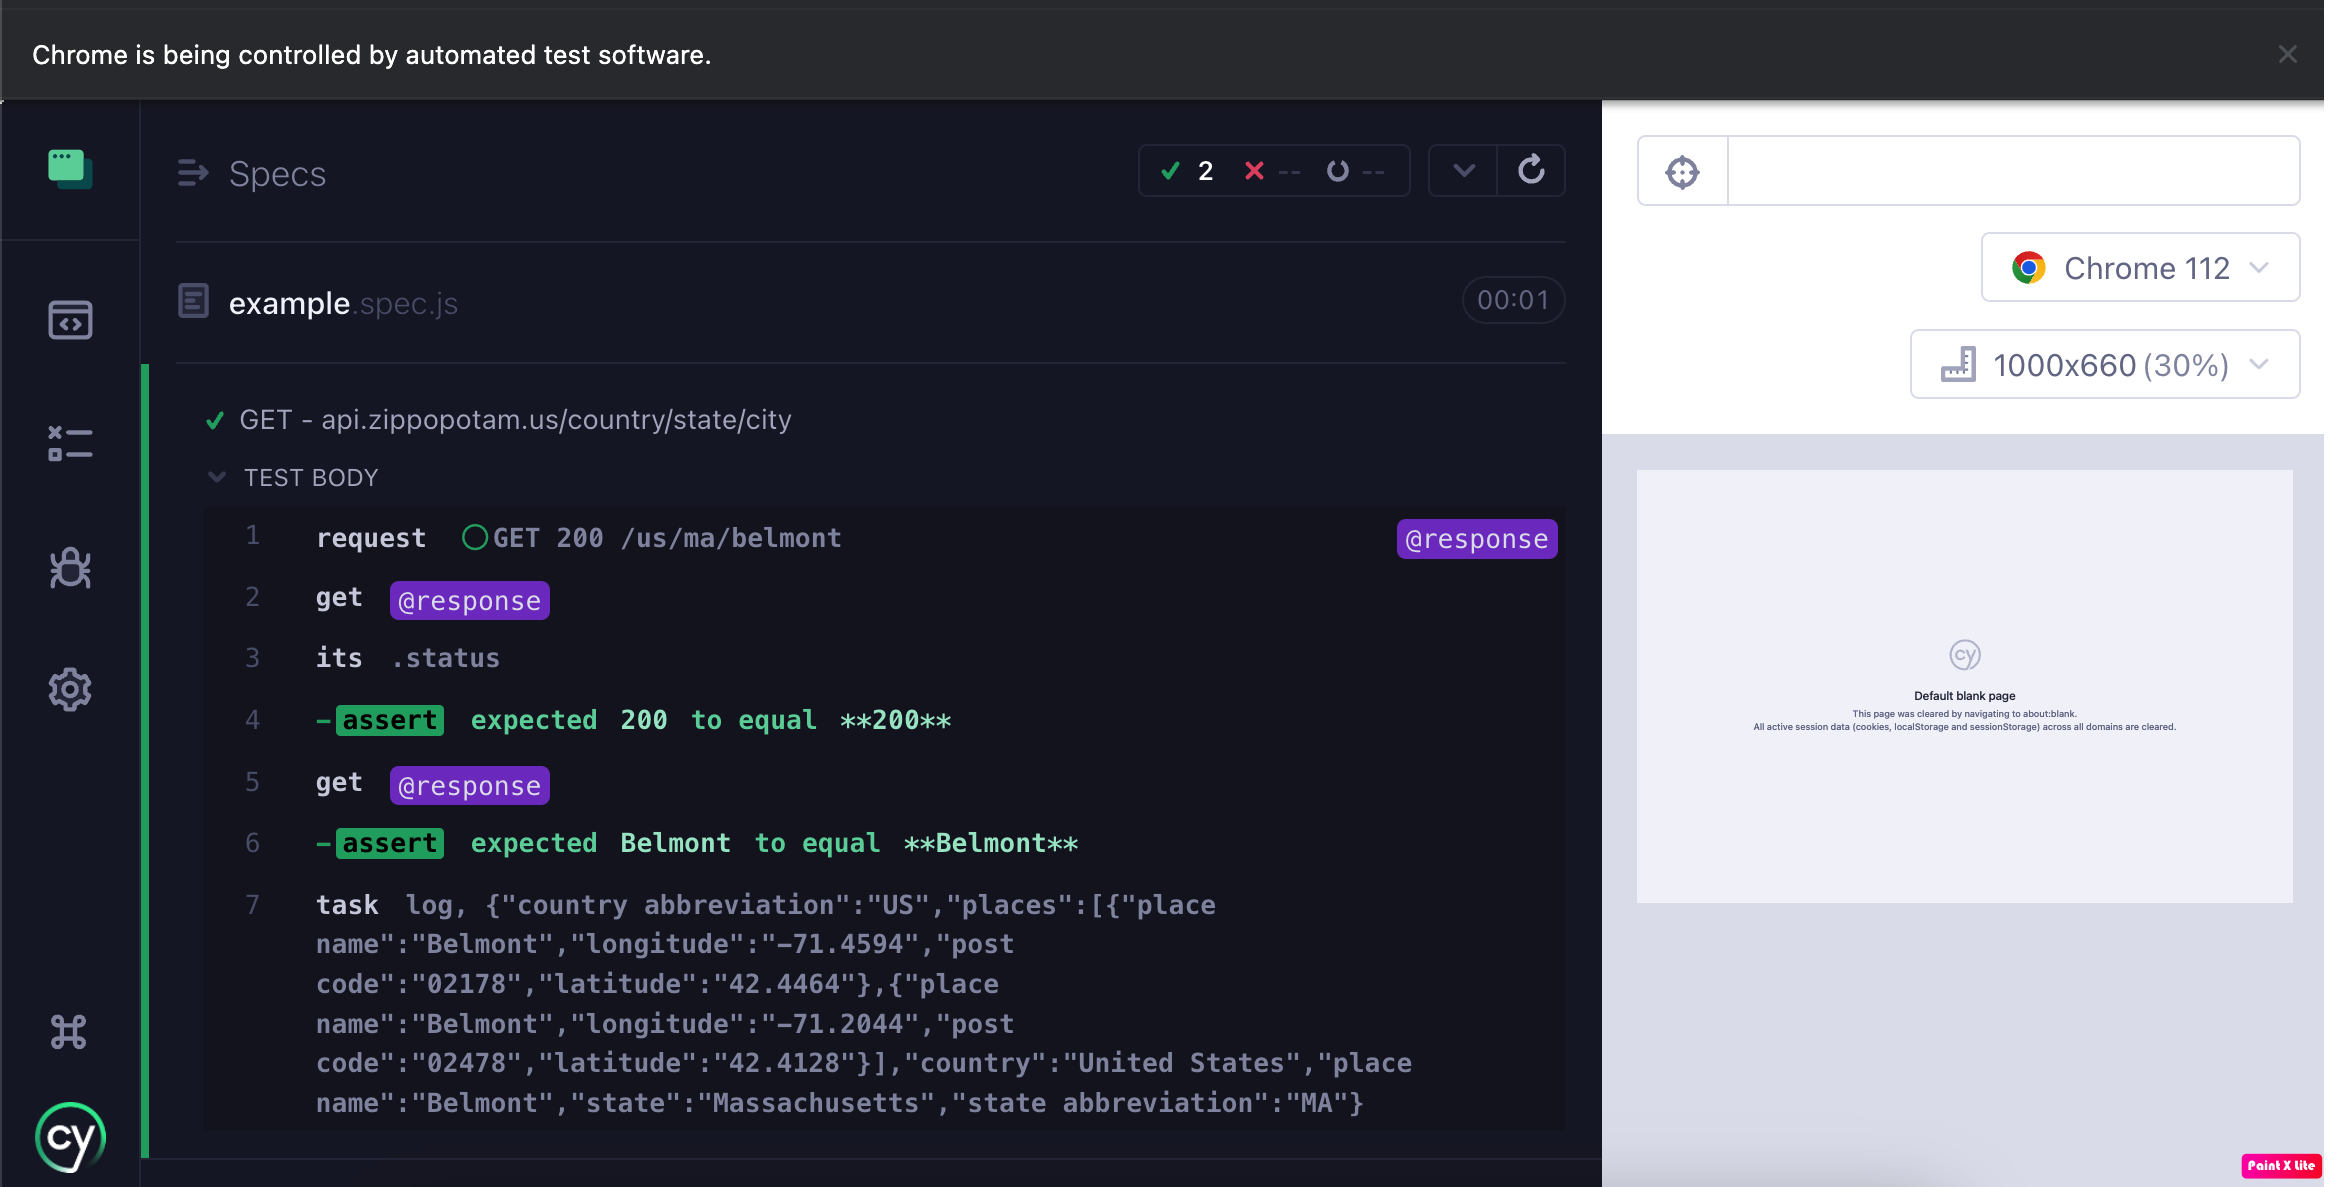 Chrome is being controlled by automated test software.
Specs
2 -- --
example.spec.js
00:01
GET - api.zippopotam.us/country/state/city
TEST BODY
1 request GET 200 /us/ma/belmont @response
2 get @response
3 its .status
4 -assert expected 200 to equal **200**
5 get @response
6 -assert expected Belmont to equal **Belmont**
7 task log, {"country abbreviation":"US","places":[{"place
name":"Belmont","longitude":"-71.4594","post
code":"02178","latitude":"42.4464"},{"place
name":"Belmont","longitude":"-71.2044","post
code":"02478","latitude":"42.4128"}],"country":"United States","place
name":"Belmont","state":"Massachusetts","state abbreviation":"MA"}
cy
Chrome 112
1000x660 (30%)
cy
Default blank page
This page was cleared by navigating to about:blank.
All active session data (cookies, localStorage and sessionStorage) across all domains are cleared.
Paint X Lite